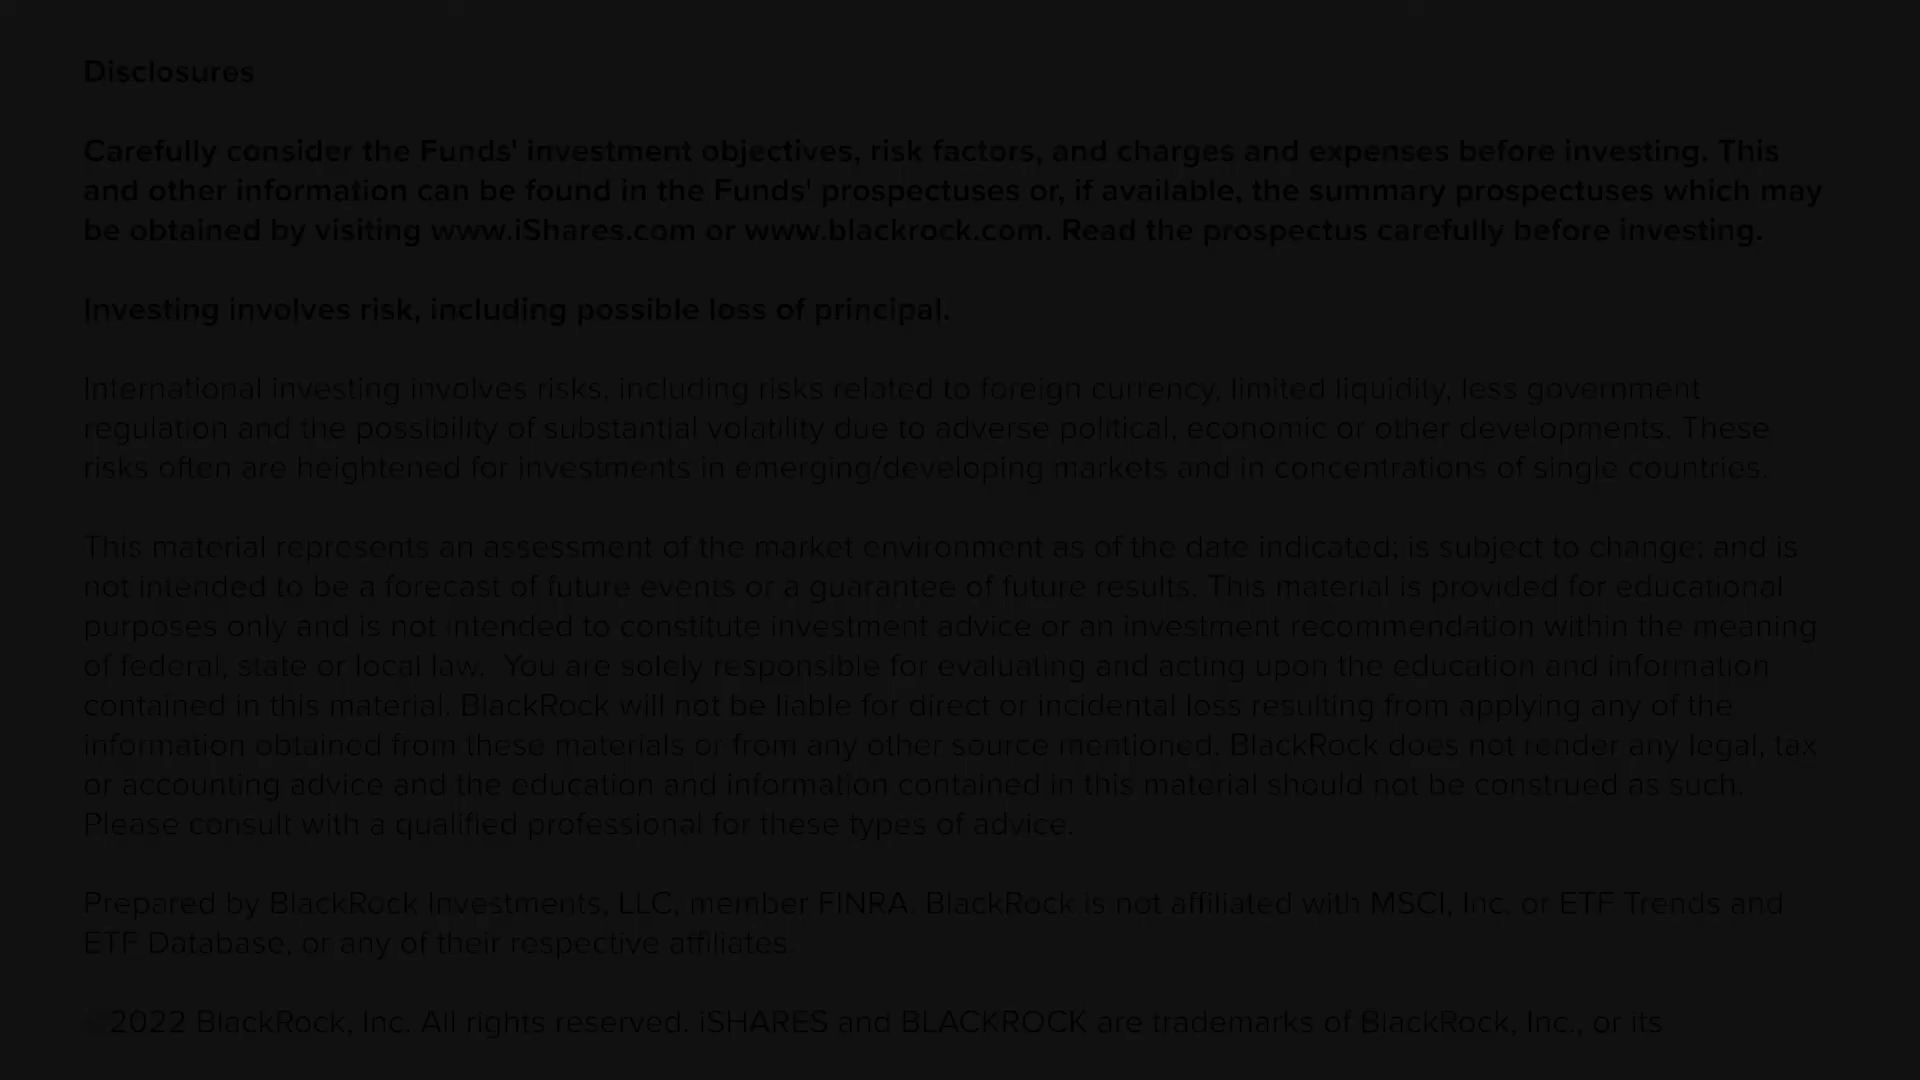 Disclosures
Carefully consider the Funds' investment objectives, risk factors, and charges and expenses before investing. This
and other information can be found in the Funds' prospectuses or, if available, the summary prospectuses which may
be obtained by visiting www.iShares.com or www.blackrock.com. Read the prospectus carefully before investing.
Investing involves risk, including possible loss of principal.
International investing involves risks, including risks related to foreign currency, limited liquidity, less government
regulation and the possibility of substantial volatility due to adverse political, economic or other developments. These
risks often are heightened for investments in emerging/developing markets and in concentrations of single countries.
This material represents an assessment of the market environment as of the date indicated; is subject to change; and is
not intended to be a forecast of future events or a guarantee of future results. This material is provided for educational
purposes only and is not intended to constitute investment advice or an investment recommendation within the meaning
of federal, state or local law.  You are solely responsible for evaluating and acting upon the education and information
contained in this material. BlackRock will not be liable for direct or incidental loss resulting from applying any of the
information obtained from these materials or from any other source mentioned. BlackRock does not render any legal, tax
or accounting advice and the education and information contained in this material should not be construed as such.
Please consult with a qualified professional for these types of advice.
Prepared by BlackRock Investments, LLC, member FINRA. BlackRock is not affiliated with MSCI, Inc. or ETF Trends and
ETF Database, or any of their respective affiliates.
©2022 BlackRock, Inc. All rights reserved. iSHARES and BLACKROCK are trademarks of BlackRock, Inc., or its